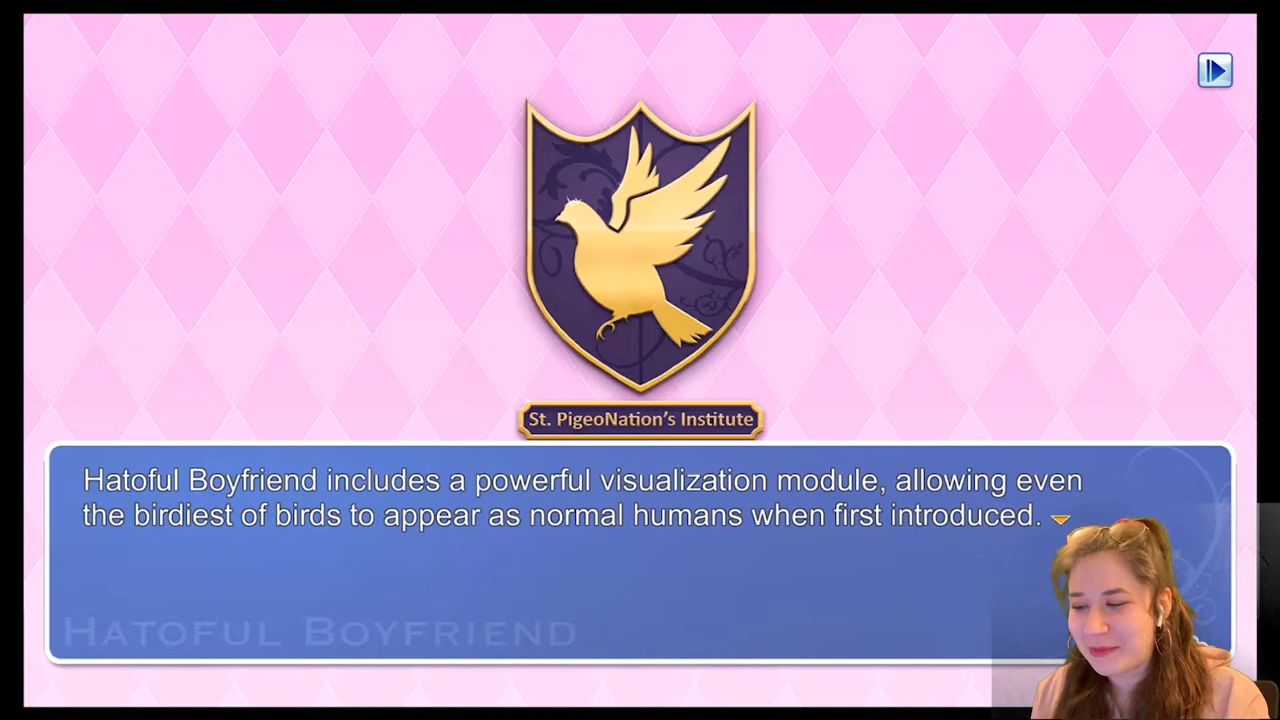 St. PigeoNation's Institute
Hatoful Boyfriend includes a powerful visualization module, allowing even
the birdiest of birds to appear as normal humans when first introduced.
HATOFUL BOYFRIEND